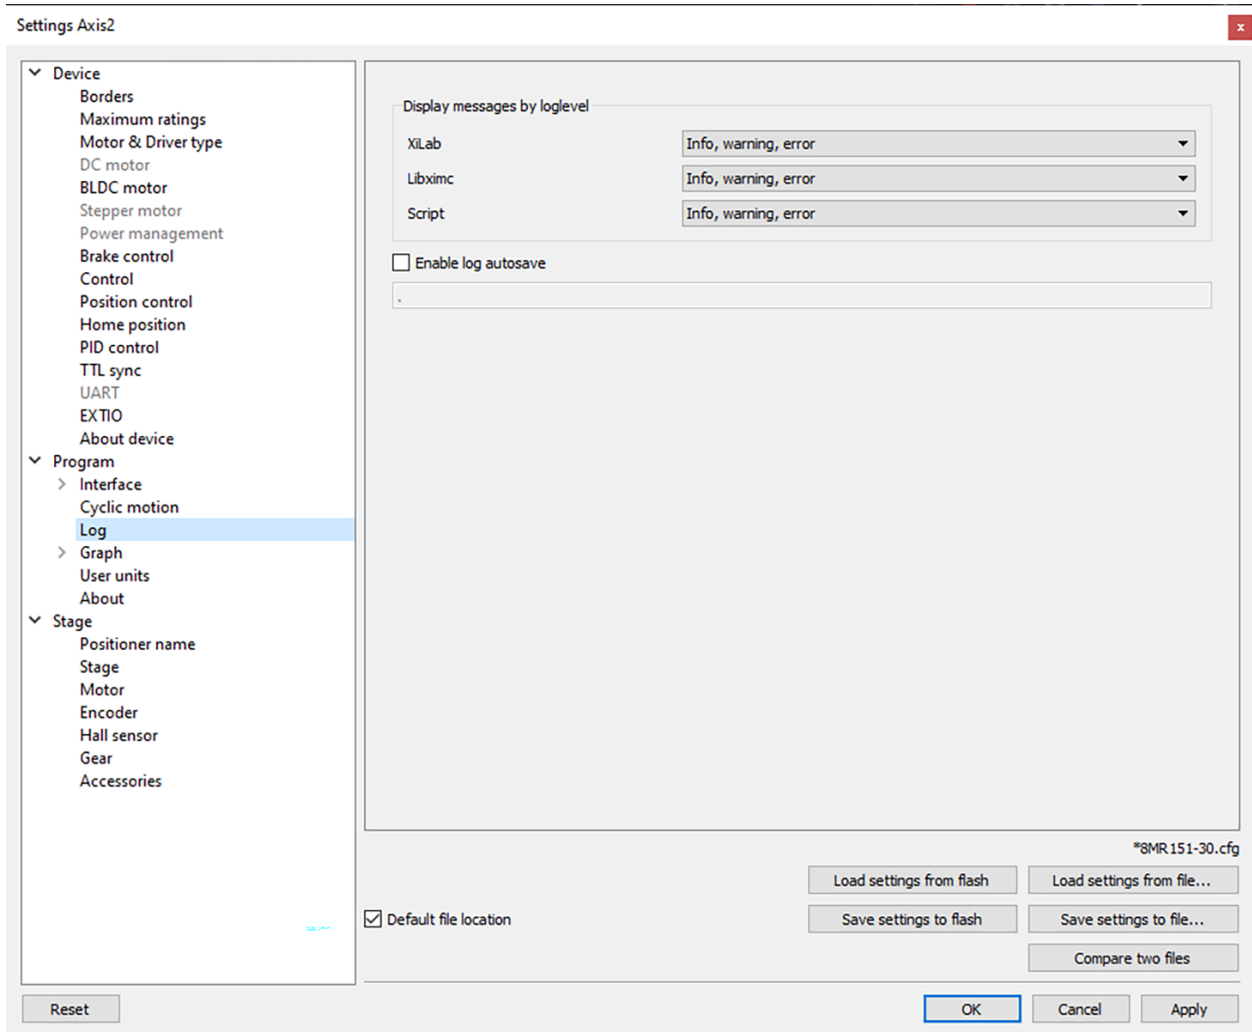 Settings Axis2
x
Device
Borders
Maximum ratings
Motor & Driver type
DC motor
BLDC motor
Stepper motor
Power management
Brake control
Control
Position control
Home position
PID control
TTL sync
UART
EXTIO
About device
Program
Interface
Cyclic motion
Log
Graph
User units
About
Stage
Positioner name
Stage
Motor
Encoder
Hall sensor
Gear
Accessories
Display messages by loglevel
XiLab Info, warning, error
Libximc Info, warning, error
Script Info, warning, error
Enable log autosave
.
*8MR151-30.cfg
Load settings from flash Load settings from file...
Default file location Save settings to flash Save settings to file...
Compare two files
Reset OK Cancel Apply